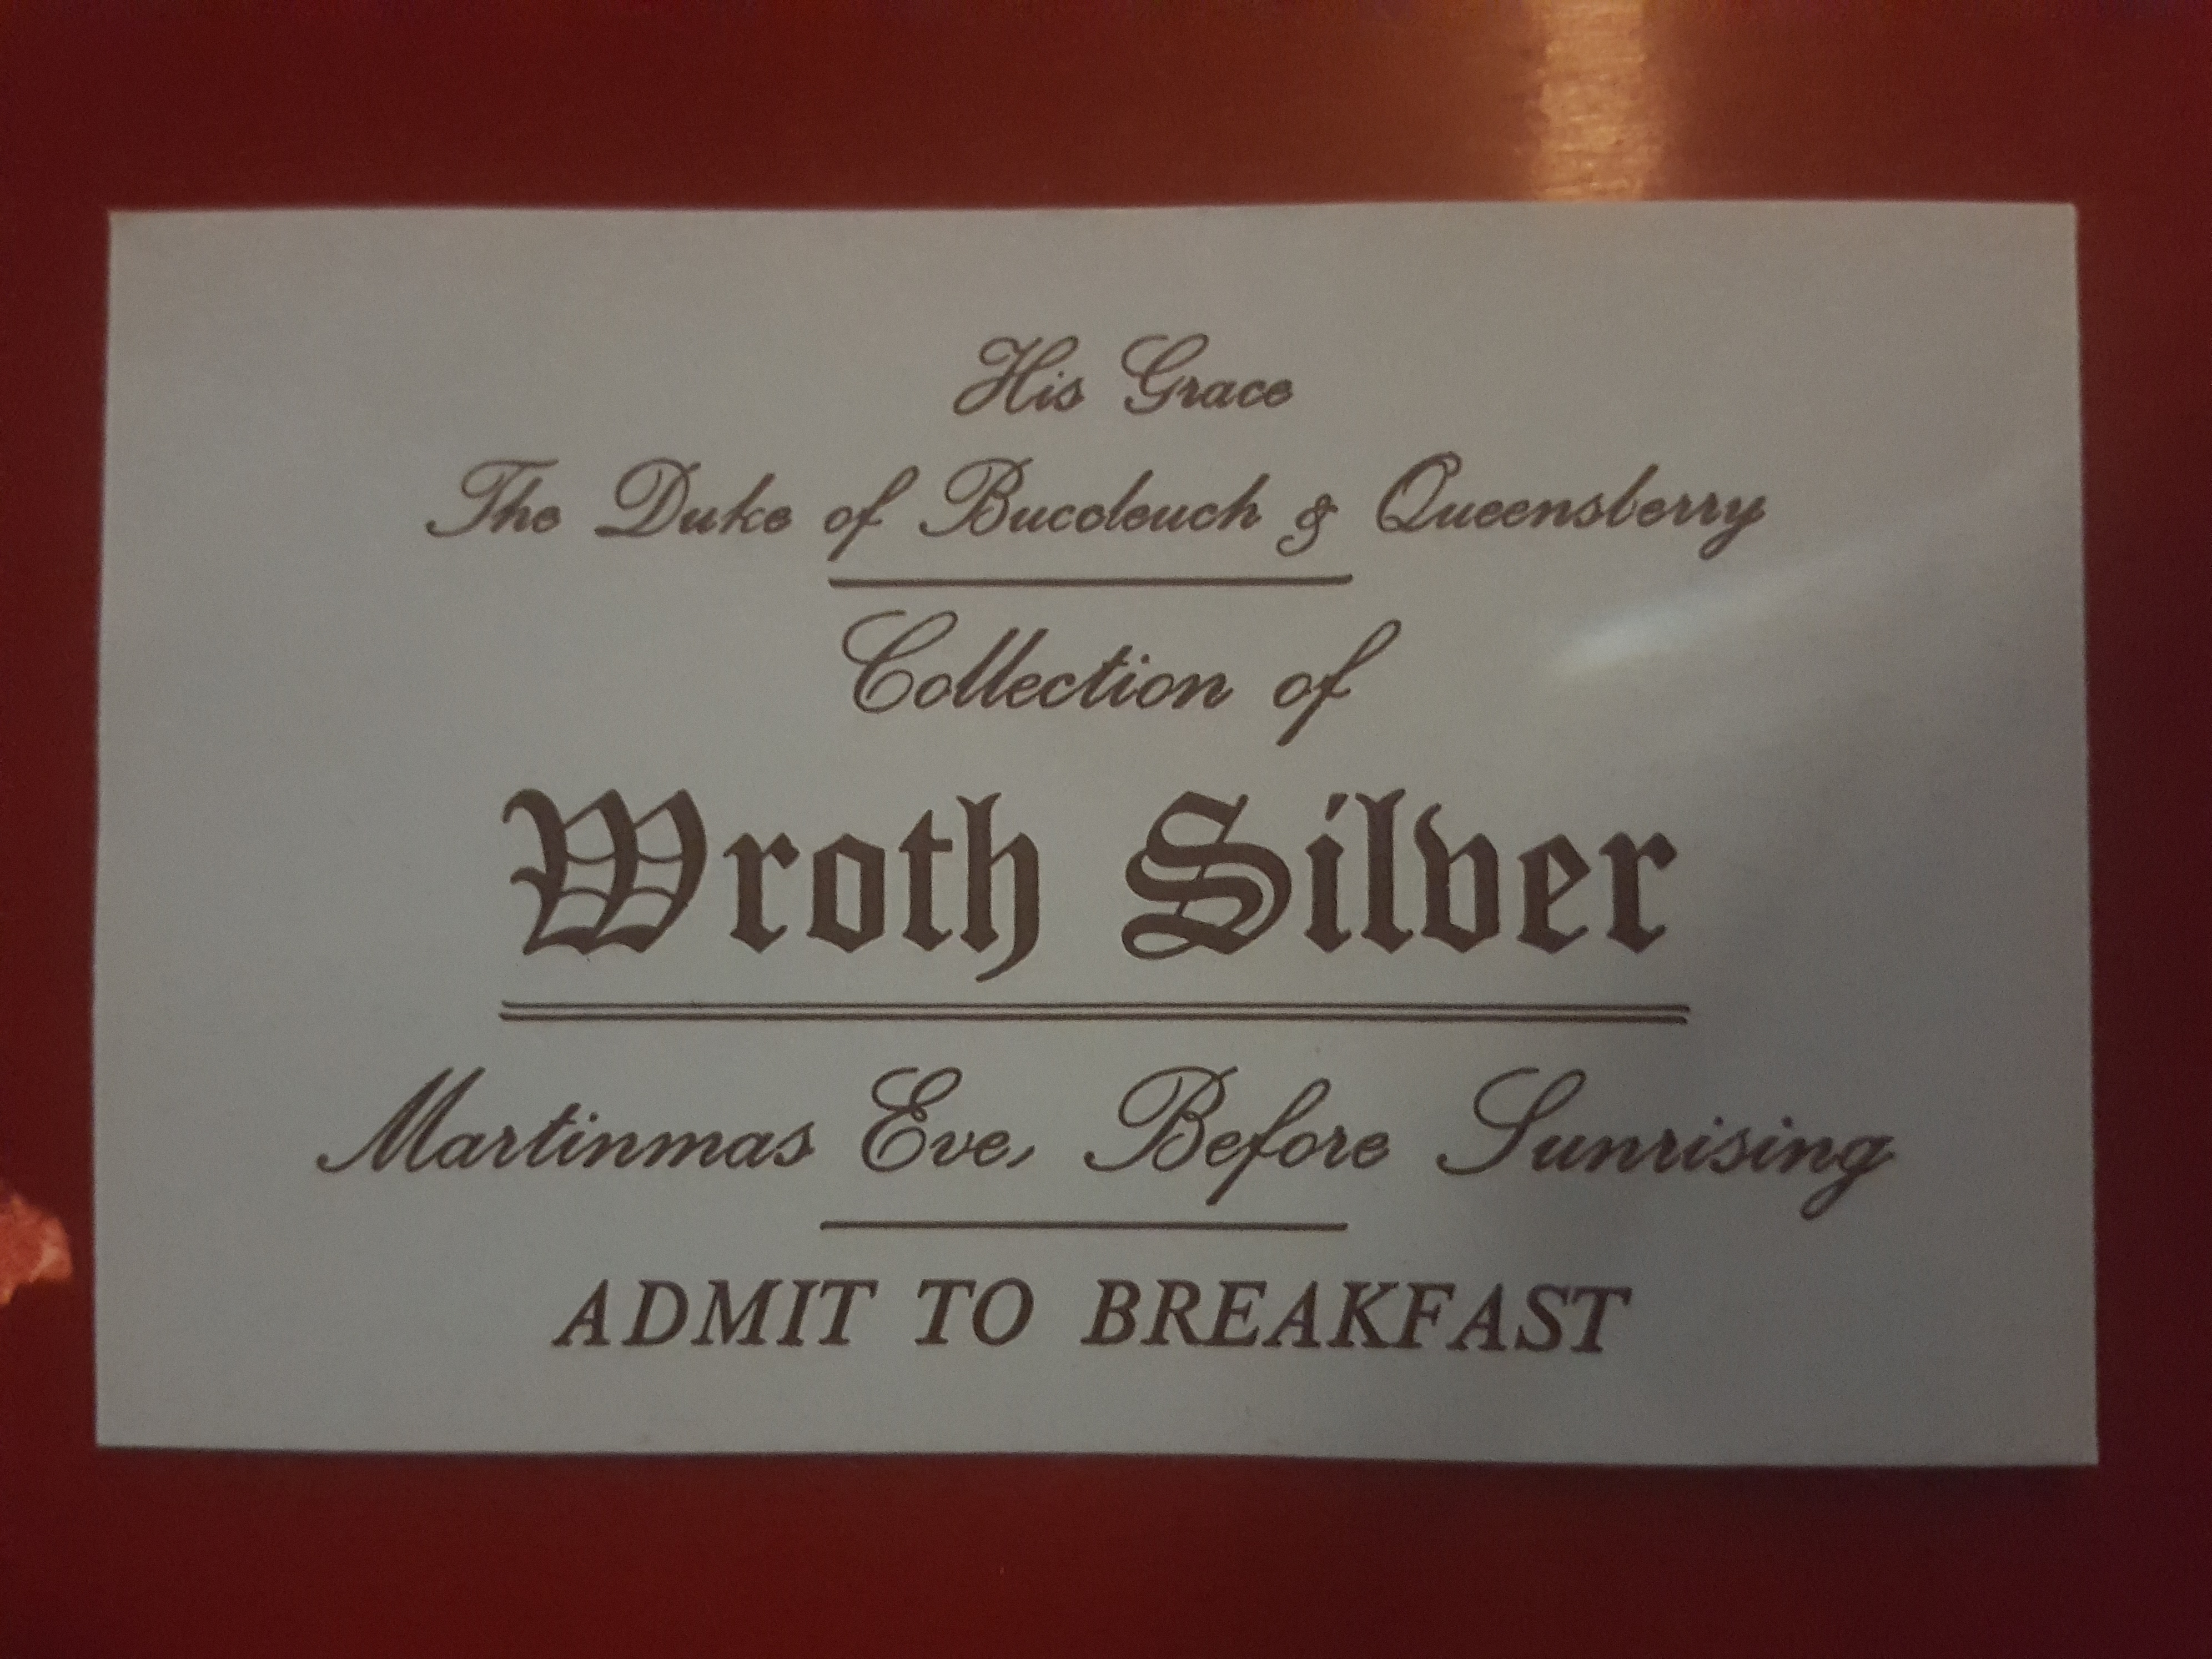 His Grace
The Duke of Buccleuch & Queensberry
Collection of
Wroth Silver
Martinmas Eve, Before Sunrising
ADMIT TO BREAKFAST